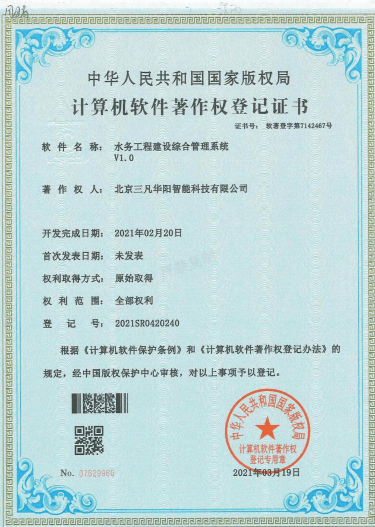 中华人民共和国国家版权局
计算机软件著作权登记证书
证书号: 软著登字第7142467号
软件名称: 水务工程建设综合管理系统
V1.0
著作权人: 北京三凡华阳智能科技有限公司
开发完成日期: 2021年02月20日
首次发表日期: 未发表
权利取得方式: 原始取得
权利范围: 全部权利
登记号: 2021SR0420240
根据《计算机软件保护条例》和《计算机软件著作权登记办法》的
规定,经中国版权保护中心审核,对以上事项予以登记。
中华人民共和国国家版权局
计算机软件著作权
登记专用章
No.
2021年03月19日